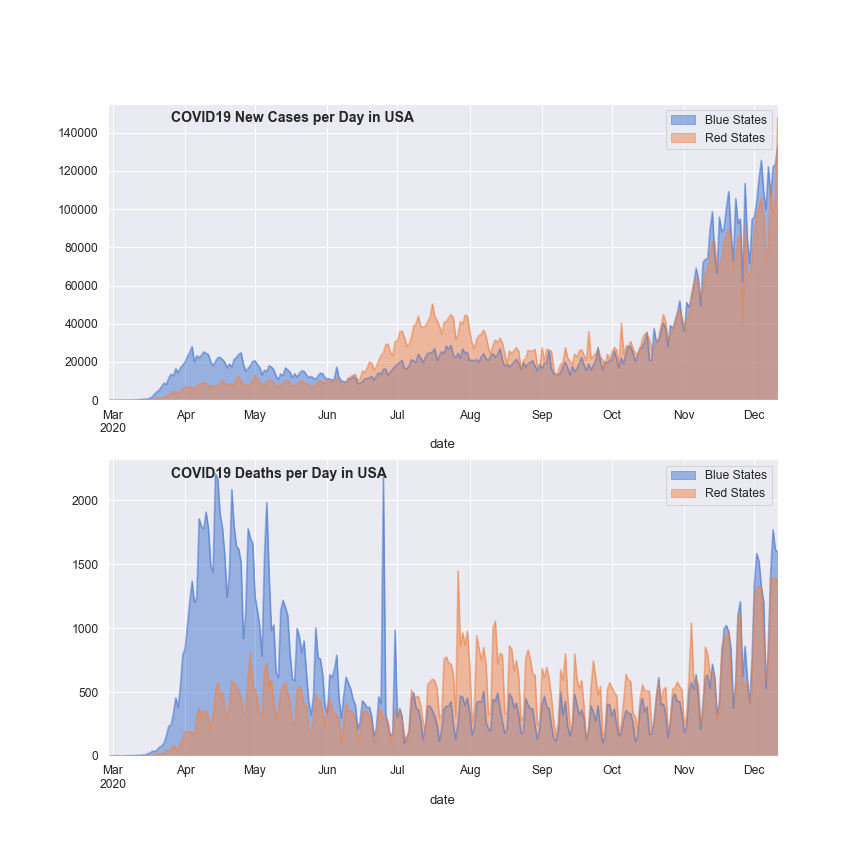 COVID19 New Cases per Day in USA
Blue States
Red States
140000
120000
100000
80000
60000
40000
20000
0
Mar Apr May Jun Jul Aug Sep Oct Nov Dec
2020
date
COVID19 Deaths per Day in USA
Blue States
Red States
2000
1500
1000
500
0
Mar Apr May Jun Jul Aug Sep Oct Nov Dec
2020
date